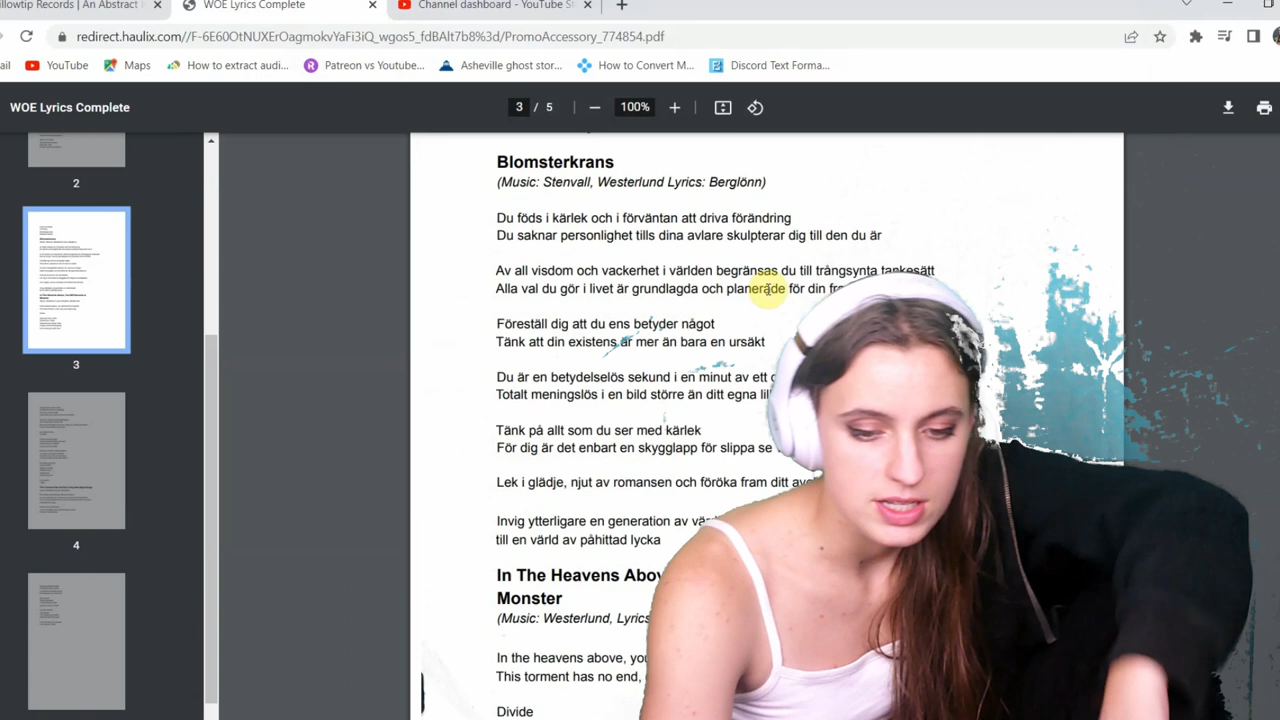 llowtip Records | An Abstract
WOE Lyrics Complete
Channel dashboard - YouTube St
redirect.haulix.com//F-6E60OtNUXErOagmokvYaFi3iQ_wgos5_fdBAlt7b8%3d/PromoAccessory_774854.pdf
ail YouTube Maps How to extract audi... Patreon vs Youtube... Asheville ghost stor... How to Convert M... Discord Text Forma...
WOE Lyrics Complete 3 / 5 100%
2
3
4
Blomsterkrans
(Music: Stenvall, Westerlund Lyrics: Berglönn)
Du föds i kärlek och i förväntan att driva förändring
Du saknar personlighet tills dina avlare submitterar dig till den du är
Av all visdom och vackerhet i världen begränsas du till trångsynta tankesätt
Alla val du gör i livet är grundlagda och planerade för din
Föreställ dig att du ens betyder något
Tänk att din existens är mer än bara en ursäkt
Du är en betydelselös sekund i en minut av ett
Totalt meningslös i en bild större än ditt egna
Tänk på allt som du ser med kärlek
För dig är det enbart en skygglapp för slippa se
Lek i glädje, njut av romansen och föröka fram ditt
Invig ytterligare en generation av
till en värld av påhittad lycka
In The Heavens Abov
Monster
(Music: Westerlund, Lyrics
In the heavens above, you
This torment has no end,
Divide